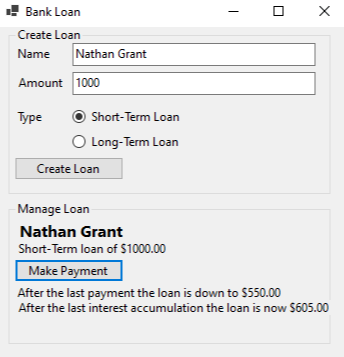 Bank Loan
Create Loan
Name Nathan Grant
Amount 1000
Type Short-Term Loan
Long-Term Loan
Create Loan
Manage Loan
Nathan Grant
Short-Term loan of $1000.00
Make Payment
After the last payment the loan is down to $550.00
After the last interest accumulation the loan is now $605.00